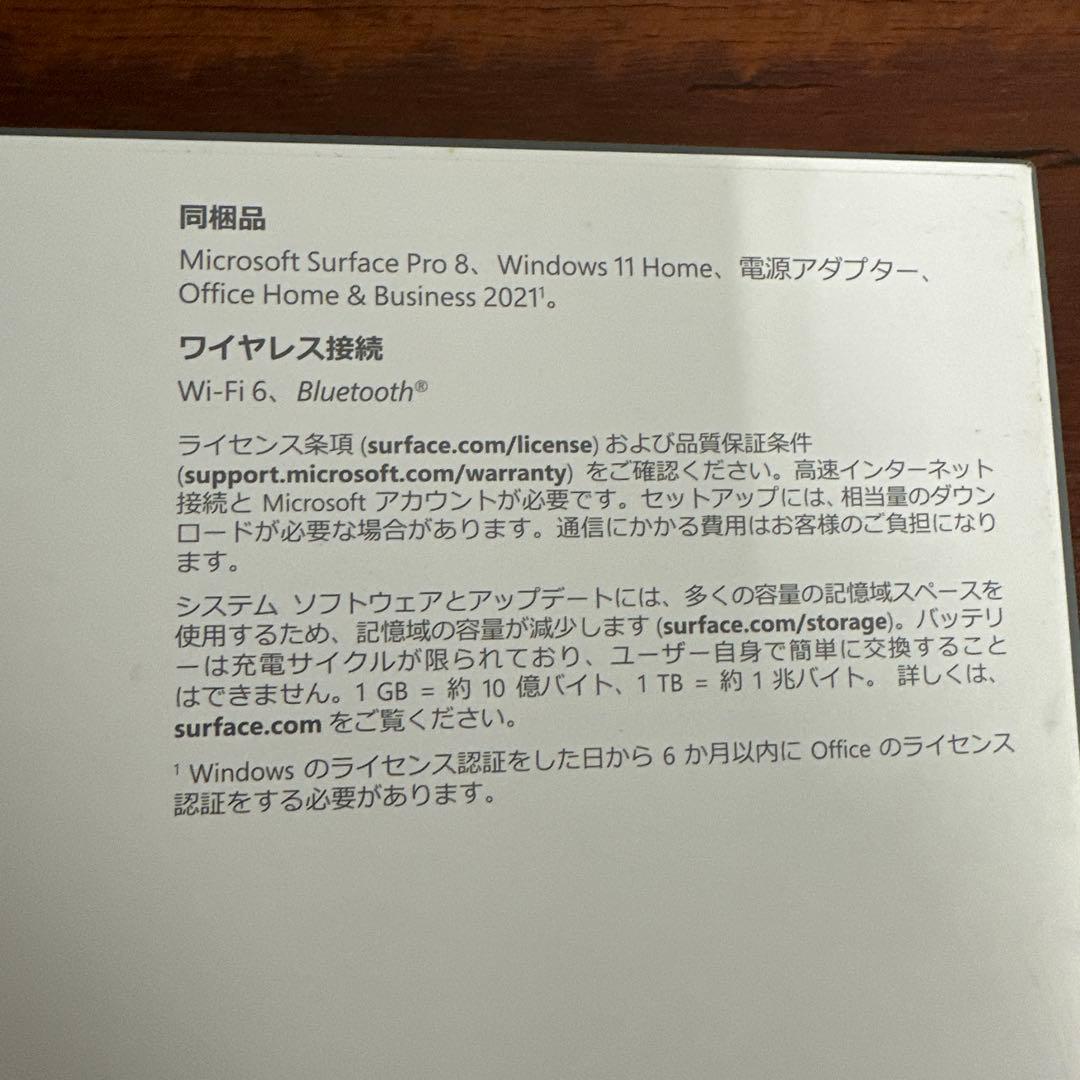 同梱品
Microsoft Surface Pro 8、Windows 11 Home、電源アダプター、
Office Home & Business 2021¹。
ワイヤレス接続
Wi-Fi 6、Bluetooth®
ライセンス条項 (surface.com/license) および品質保証条件
(support.microsoft.com/warranty) をご確認ください。高速インターネット
接続と Microsoft アカウントが必要です。セットアップには、相当量のダウン
ロードが必要な場合があります。通信にかかる費用はお客様のご負担になり
ます。
システム ソフトウェアとアップデートには、多くの容量の記憶域スペースを
使用するため、記憶域の容量が減少します (surface.com/storage)。バッテリ
ーは充電サイクルが限られており、ユーザー自身で簡単に交換すること
はできません。1 GB = 約 10 億バイト、1 TB = 約 1 兆バイト。 詳しくは、
surface.com をご覧ください。
¹ Windows のライセンス認証をした日から 6 か月以内に Office のライセンス
認証をする必要があります。